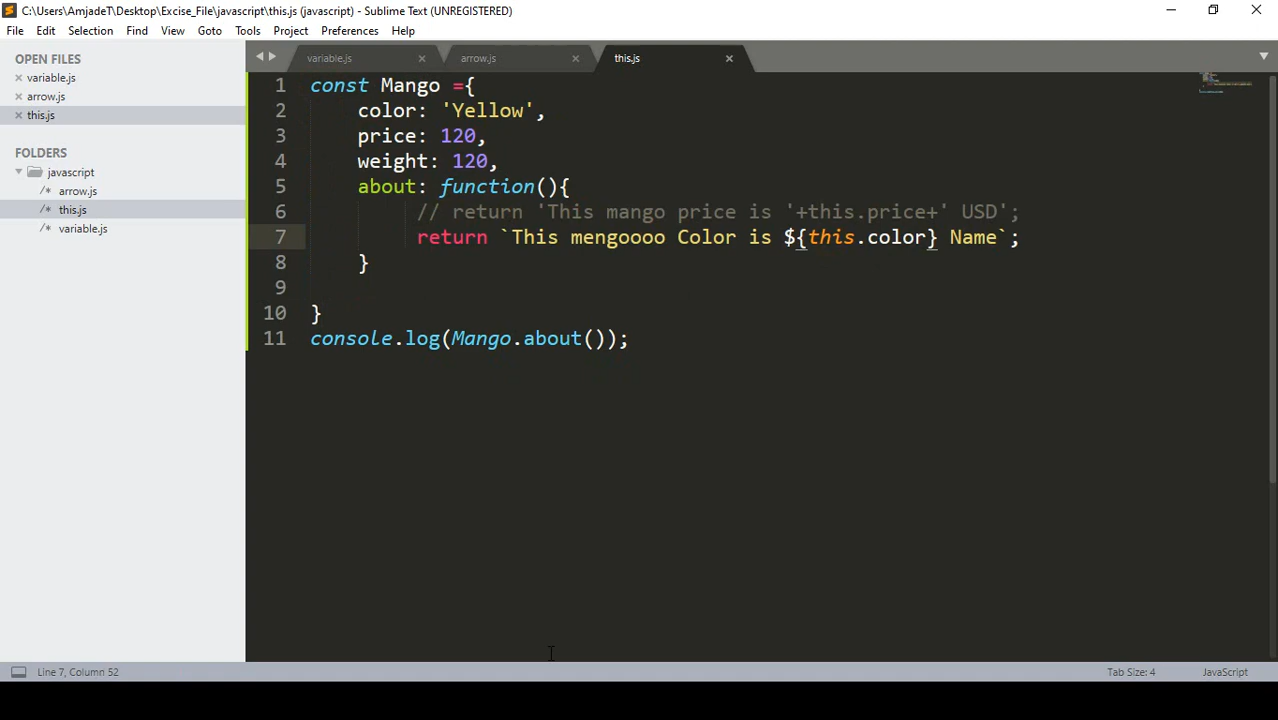 C:\Users\AmjadeT\Desktop\Excise_File\javascript\this.js (javascript) - Sublime Text (UNREGISTERED)
File Edit Selection Find View Goto Tools Project Preferences Help
OPEN FILES
variable.js
arrow.js
this.js
FOLDERS
javascript
/* arrow.js
/* this.js
/* variable.js
variable.js arrow.js this.js
1 const Mango ={
2 color: 'Yellow',
3 price: 120,
4 weight: 120,
5 about: function(){
6 // return 'This mango price is '+this.price+' USD';
7 return `This mengoooo Color is ${this.color} Name`;
8 }
9
10 }
11 console.log(Mango.about());
Line 7, Column 52
Tab Size: 4
JavaScript